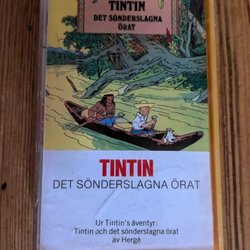 TINTIN
DET SÖNDERSLAGNA
ÖRAT
TINTIN
DET SÖNDERSLAGNA ÖRAT
Ur Tintin's äventyr:
Tintin och det sönderslagna örat
av Hergé